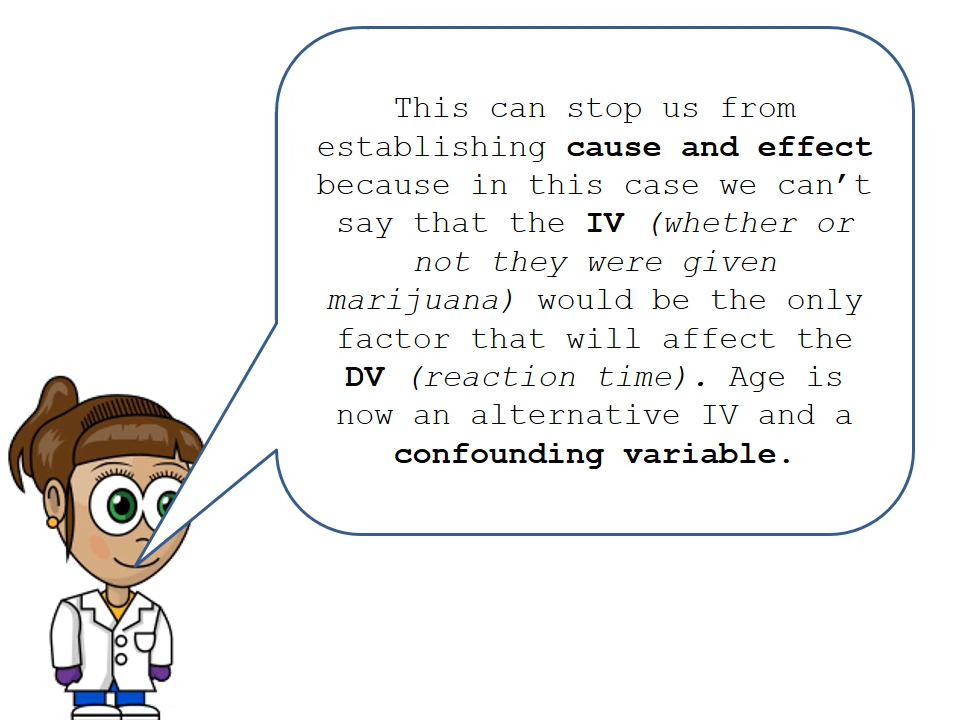 This can stop us from
establishing cause and effect
because in this case we can’t
say that the IV (whether or
not they were given
marijuana) would be the only
factor that will affect the
DV (reaction time). Age is
now an alternative IV and a
confounding variable.